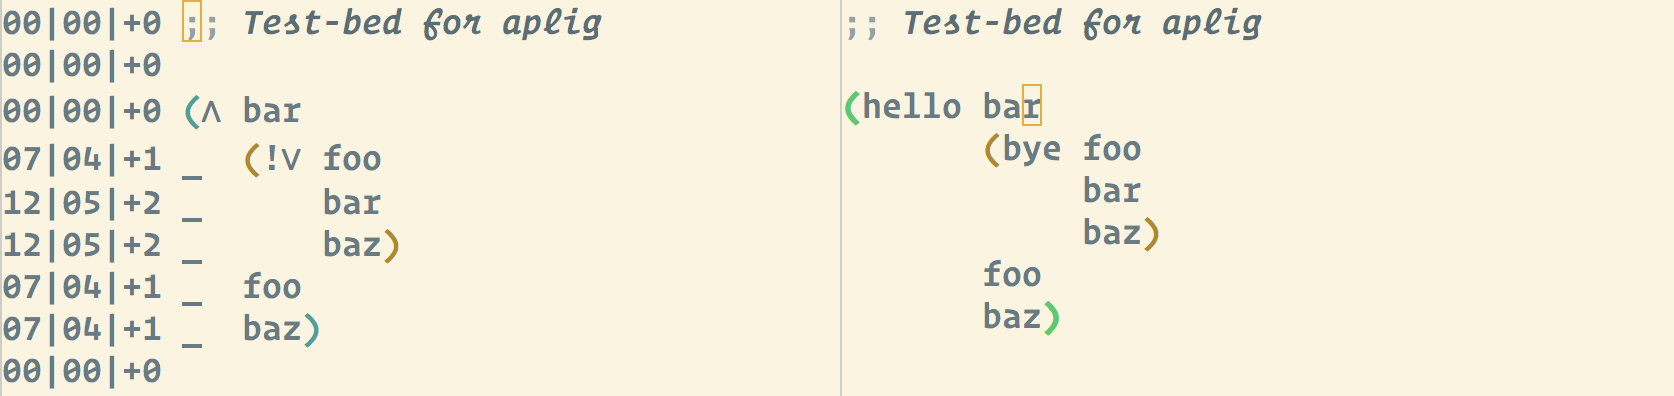 00|00|+0 ;; Test-bed for aplig
00|00|+0
00|00|+0 (∧ bar
07|04|+1 _  (!∨ foo
12|05|+2 _      bar
12|05|+2 _      baz)
07|04|+1 _  foo
07|04|+1 _  baz)
00|00|+0
;; Test-bed for aplig
(hello bar
       (bye foo
            bar
            baz)
       foo
       baz)